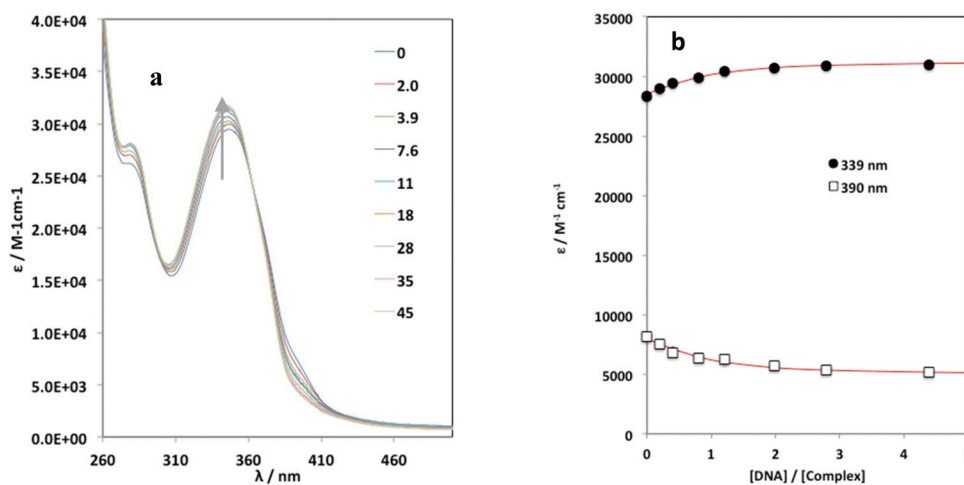 a
4.0E+04
3.5E+04
3.0E+04
2.5E+04
2.0E+04
1.5E+04
1.0E+04
5.0E+03
0.0E+00
ε / M-1cm-1
260 310 360 410 460
λ / nm
0
2.0
3.9
7.6
11
18
28
35
45
b
35000
30000
25000
20000
15000
10000
5000
0
ε / M⁻¹ cm⁻¹
339 nm
390 nm
0 1 2 3 4
[DNA] / [Complex]